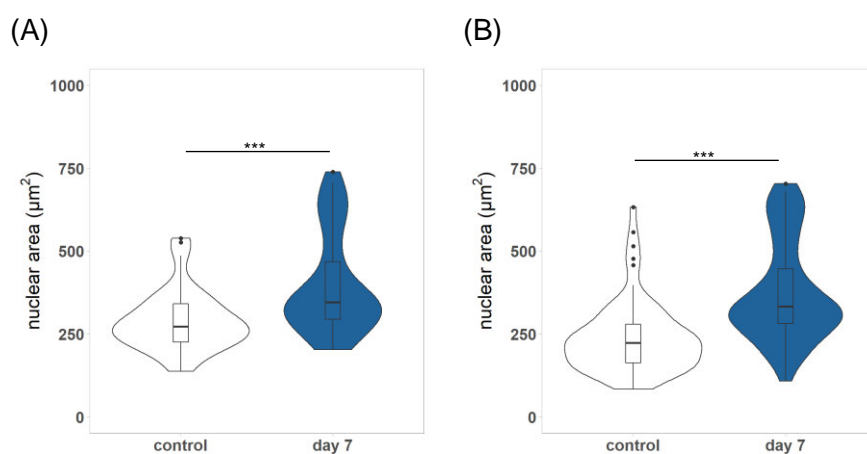 (A)
nuclear area (µm²)
1000
750
500
250
0
***
control
day 7
(B)
nuclear area (µm²)
1000
750
500
250
0
***
control
day 7